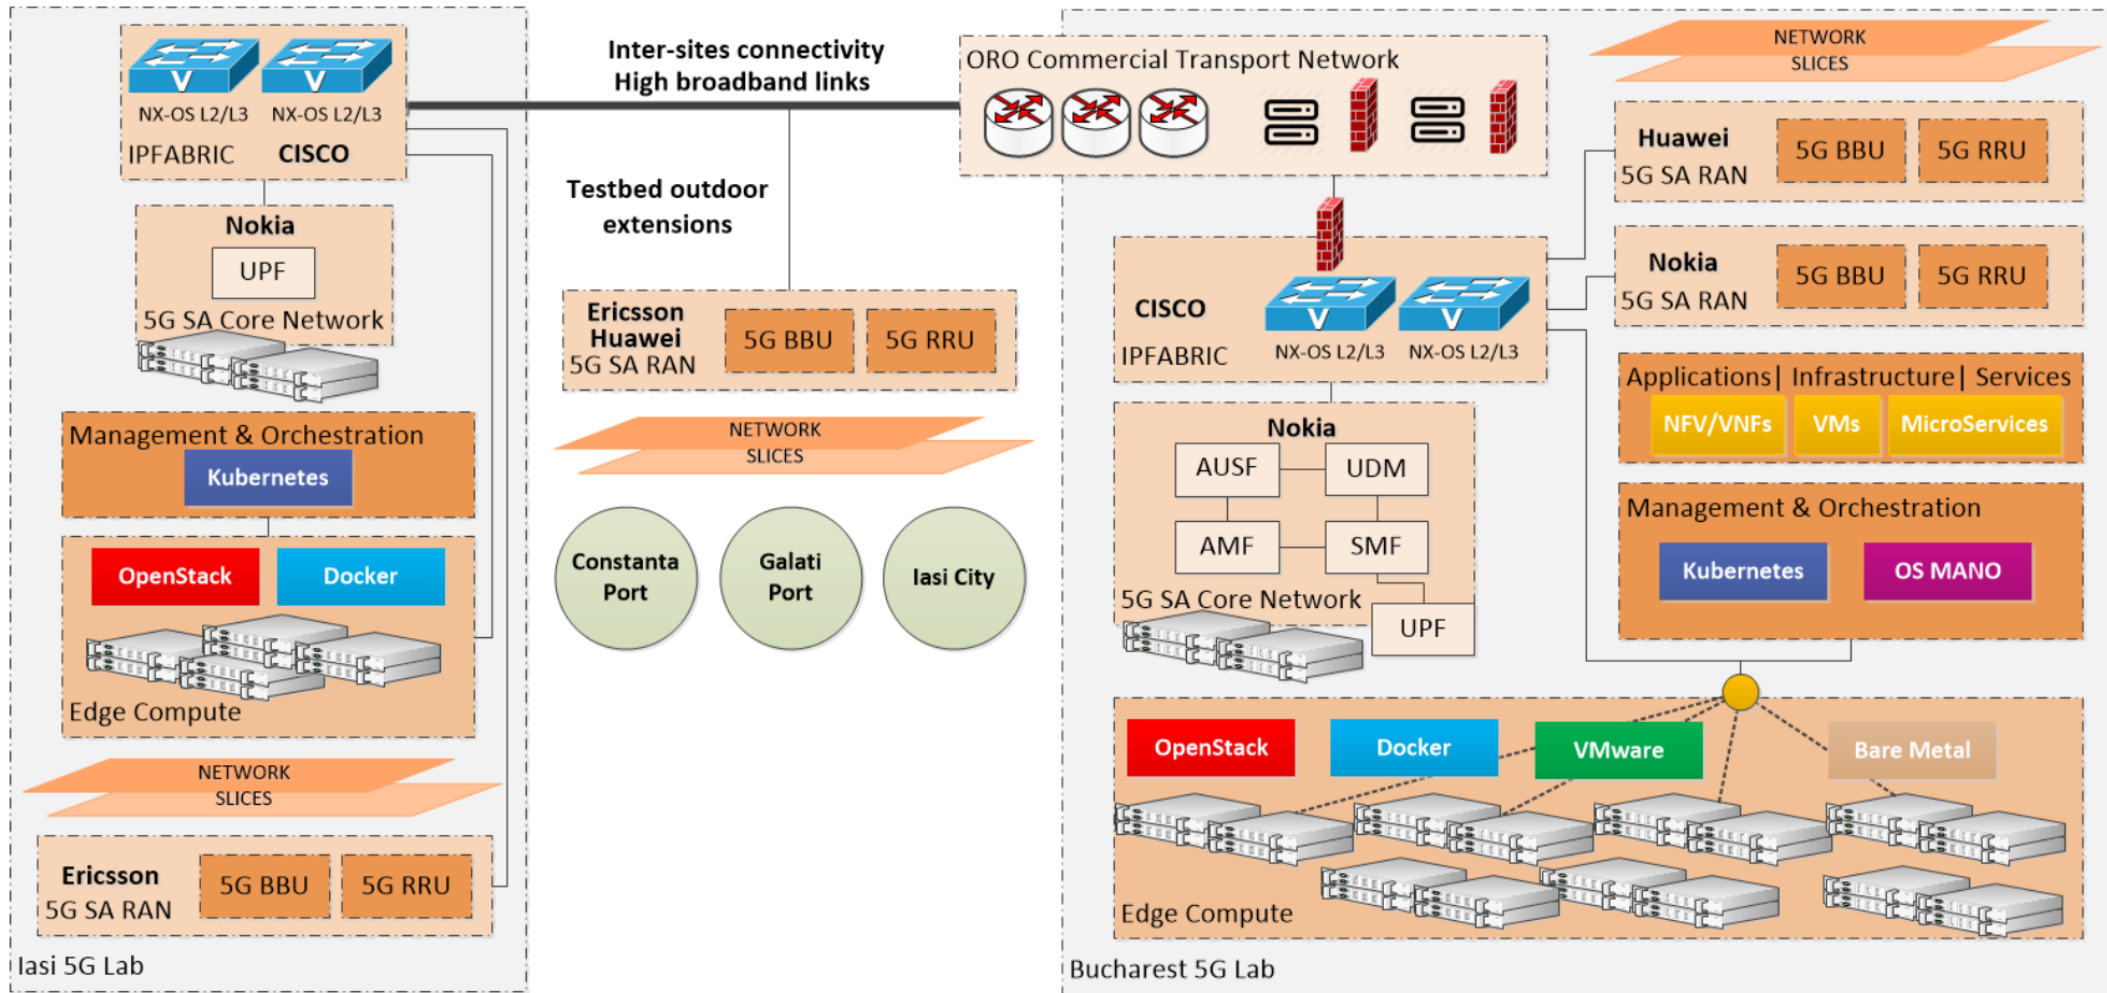 NX-OS L2/L3 NX-OS L2/L3
IPFABRIC CISCO
Nokia
UPF
5G SA Core Network
Management & Orchestration
Kubernetes
OpenStack Docker
Edge Compute
NETWORK
SLICES
Ericsson
5G SA RAN
5G BBU 5G RRU
Iasi 5G Lab
Inter-sites connectivity
High broadband links
Testbed outdoor
extensions
Ericsson
Huawei
5G SA RAN
5G BBU 5G RRU
NETWORK
SLICES
Constanta
Port
Galati
Port
Iasi City
ORO Commercial Transport Network
CISCO
IPFABRIC
NX-OS L2/L3 NX-OS L2/L3
Nokia
AUSF UDM
AMF SMF
5G SA Core Network
UPF
NETWORK
SLICES
Huawei
5G SA RAN
5G BBU 5G RRU
Nokia
5G SA RAN
5G BBU 5G RRU
Applications| Infrastructure| Services
NFV/VNFs VMs MicroServices
Management & Orchestration
Kubernetes OS MANO
OpenStack Docker VMware Bare Metal
Edge Compute
Bucharest 5G Lab